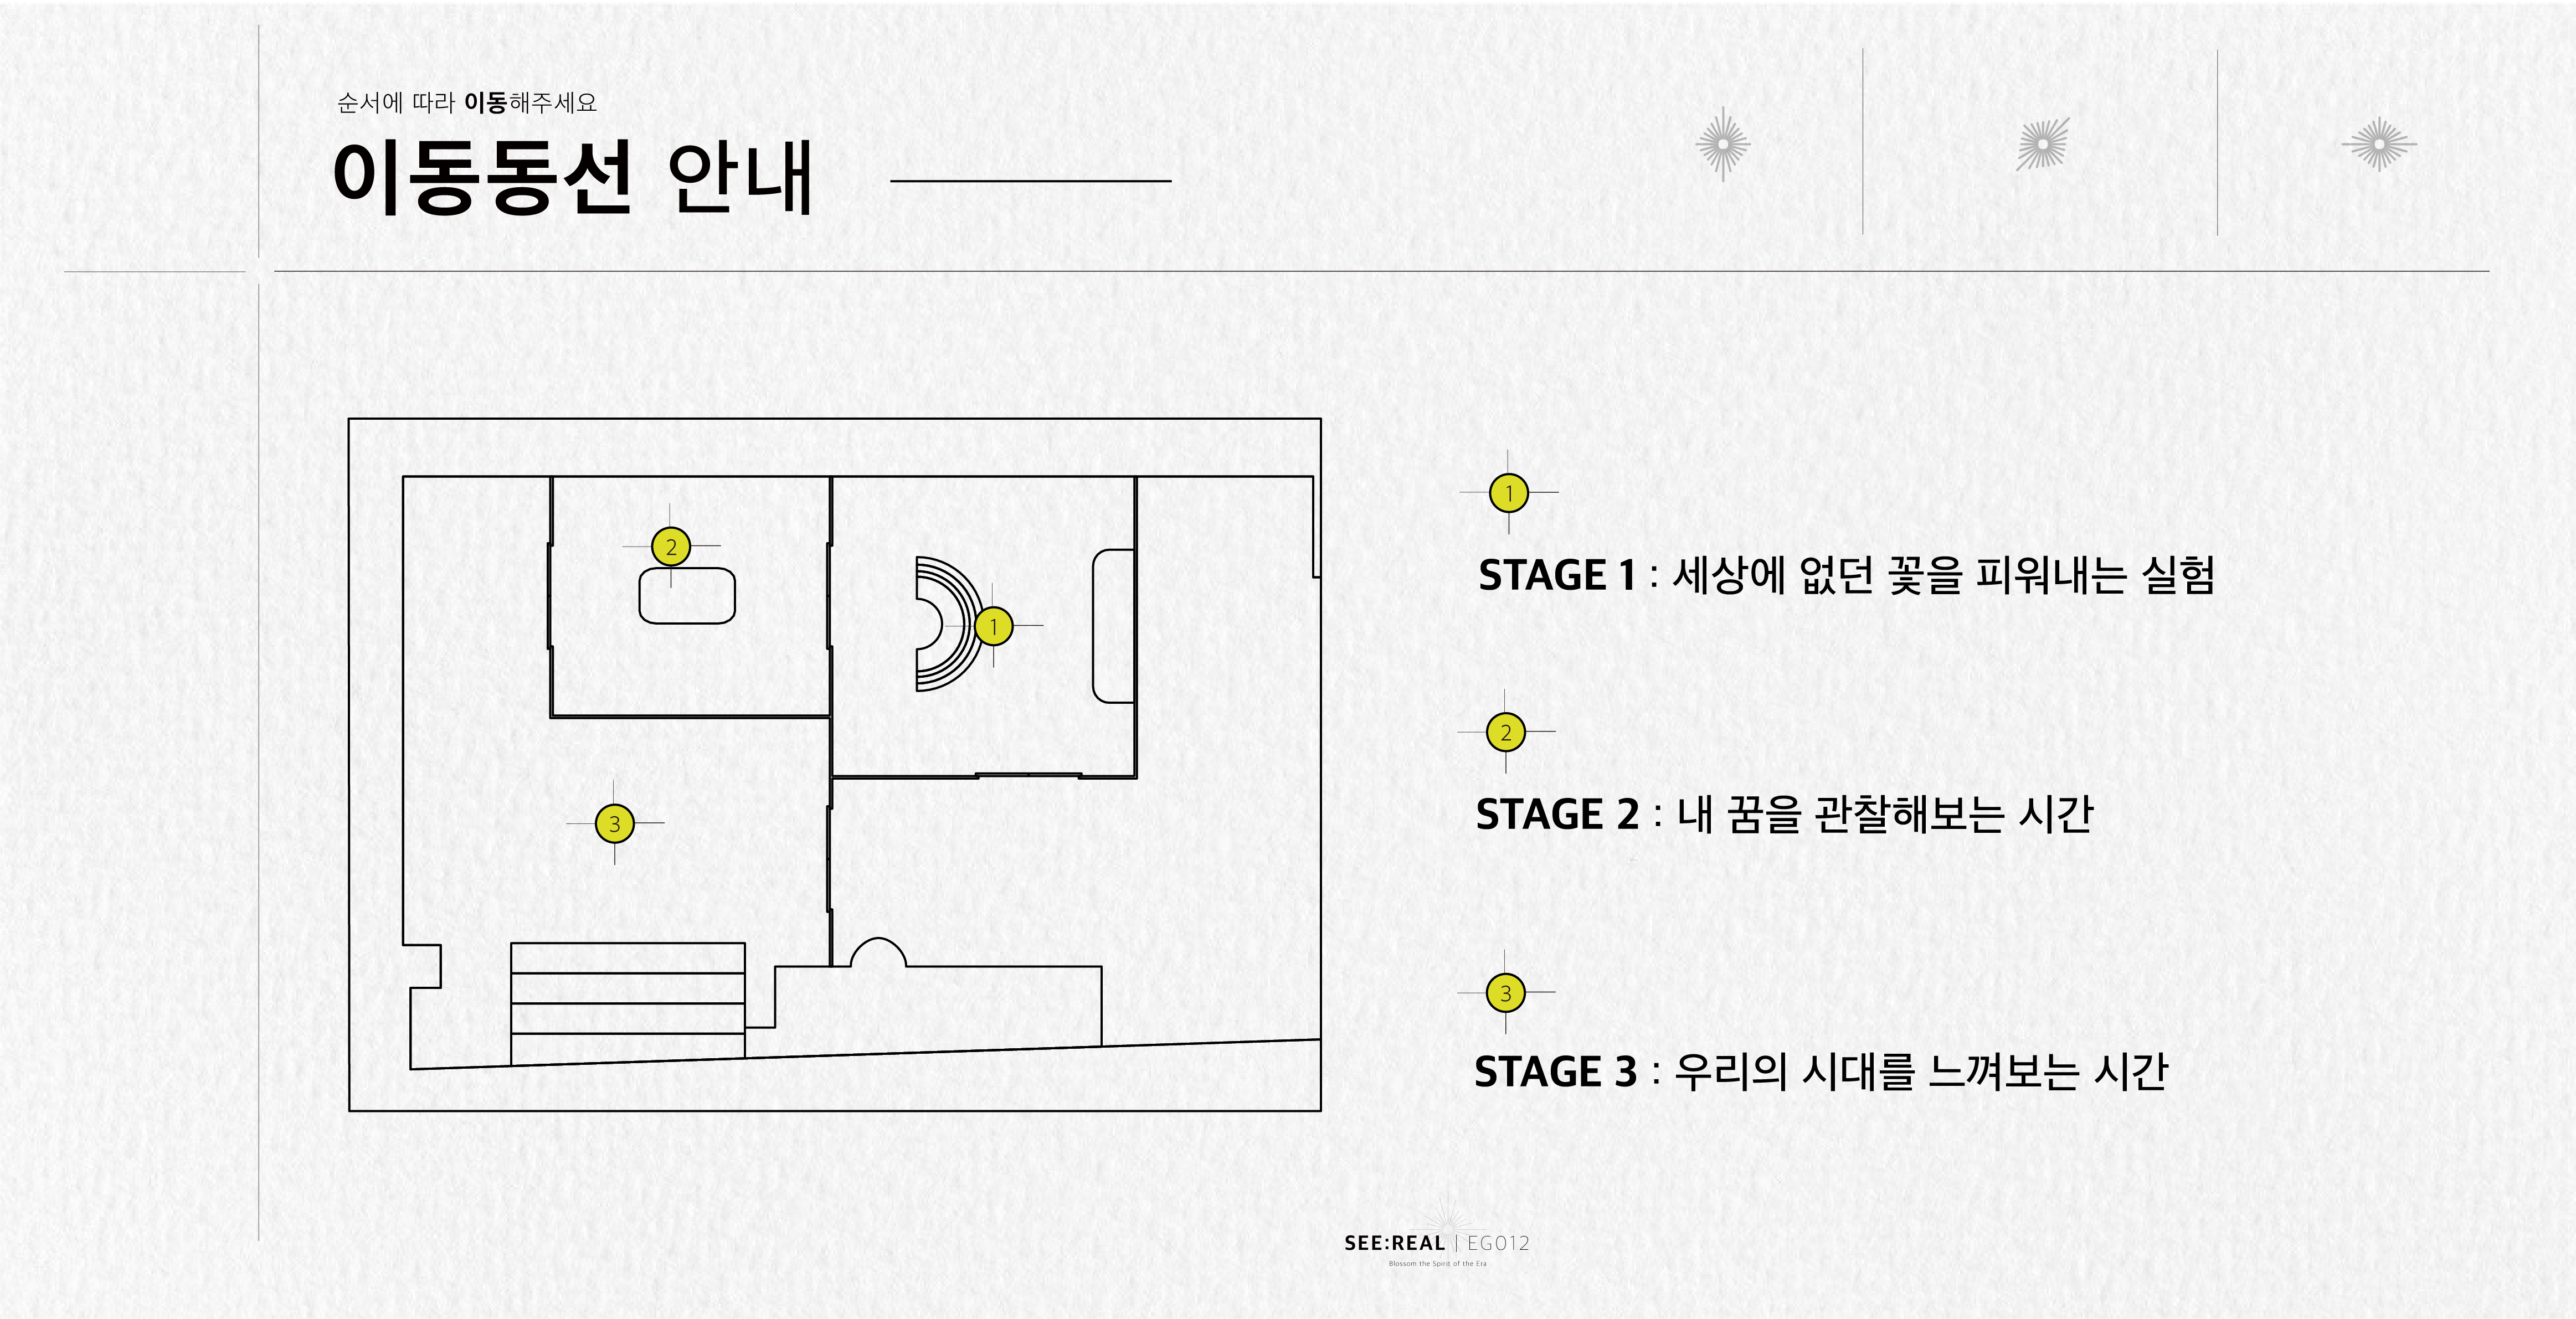 순서에 따라 이동해주세요
이동동선 안내
2
1
3
1
STAGE 1 : 세상에 없던 꽃을 피워내는 실험
2
STAGE 2 : 내 꿈을 관찰해보는 시간
3
STAGE 3 : 우리의 시대를 느껴보는 시간
SEE:REAL | EGO12
Blossom the Spirit of the Era